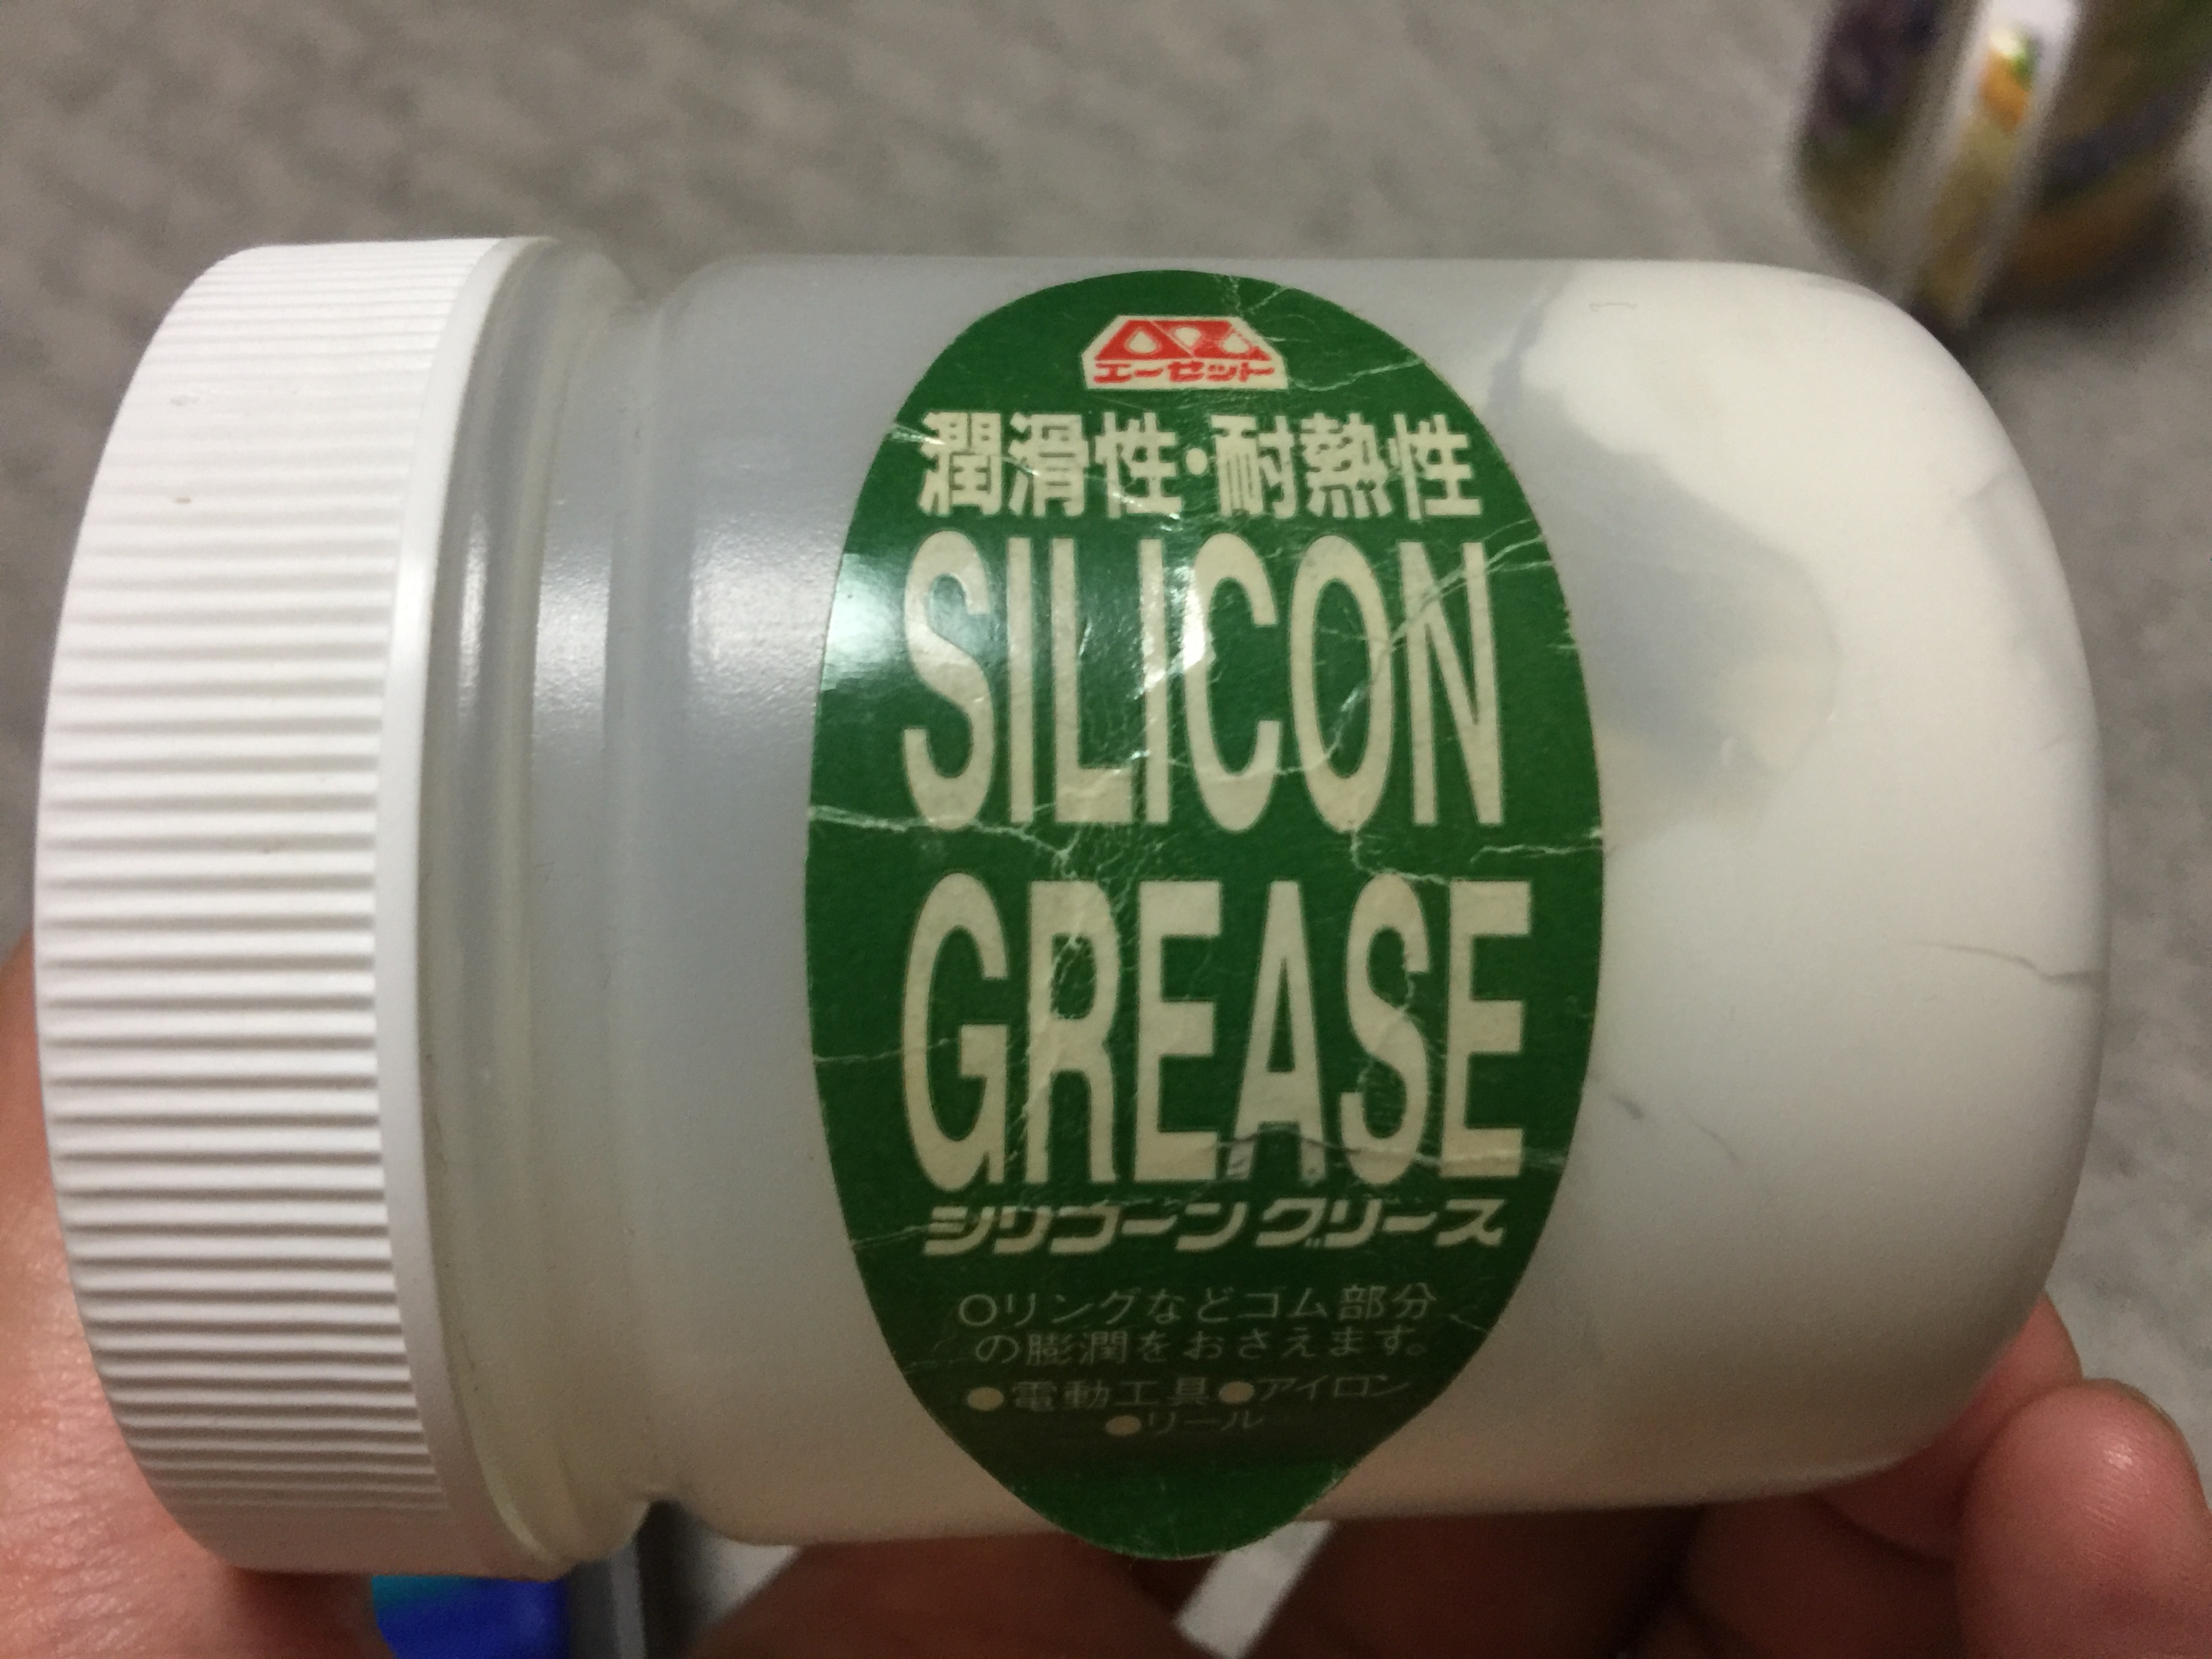 エーゼット
潤滑性・耐熱性
SILICON
GREASE
シリコーングリース
○リングなどゴム部分
の膨潤をおさえます。
●電動工具●アイロン
●リール